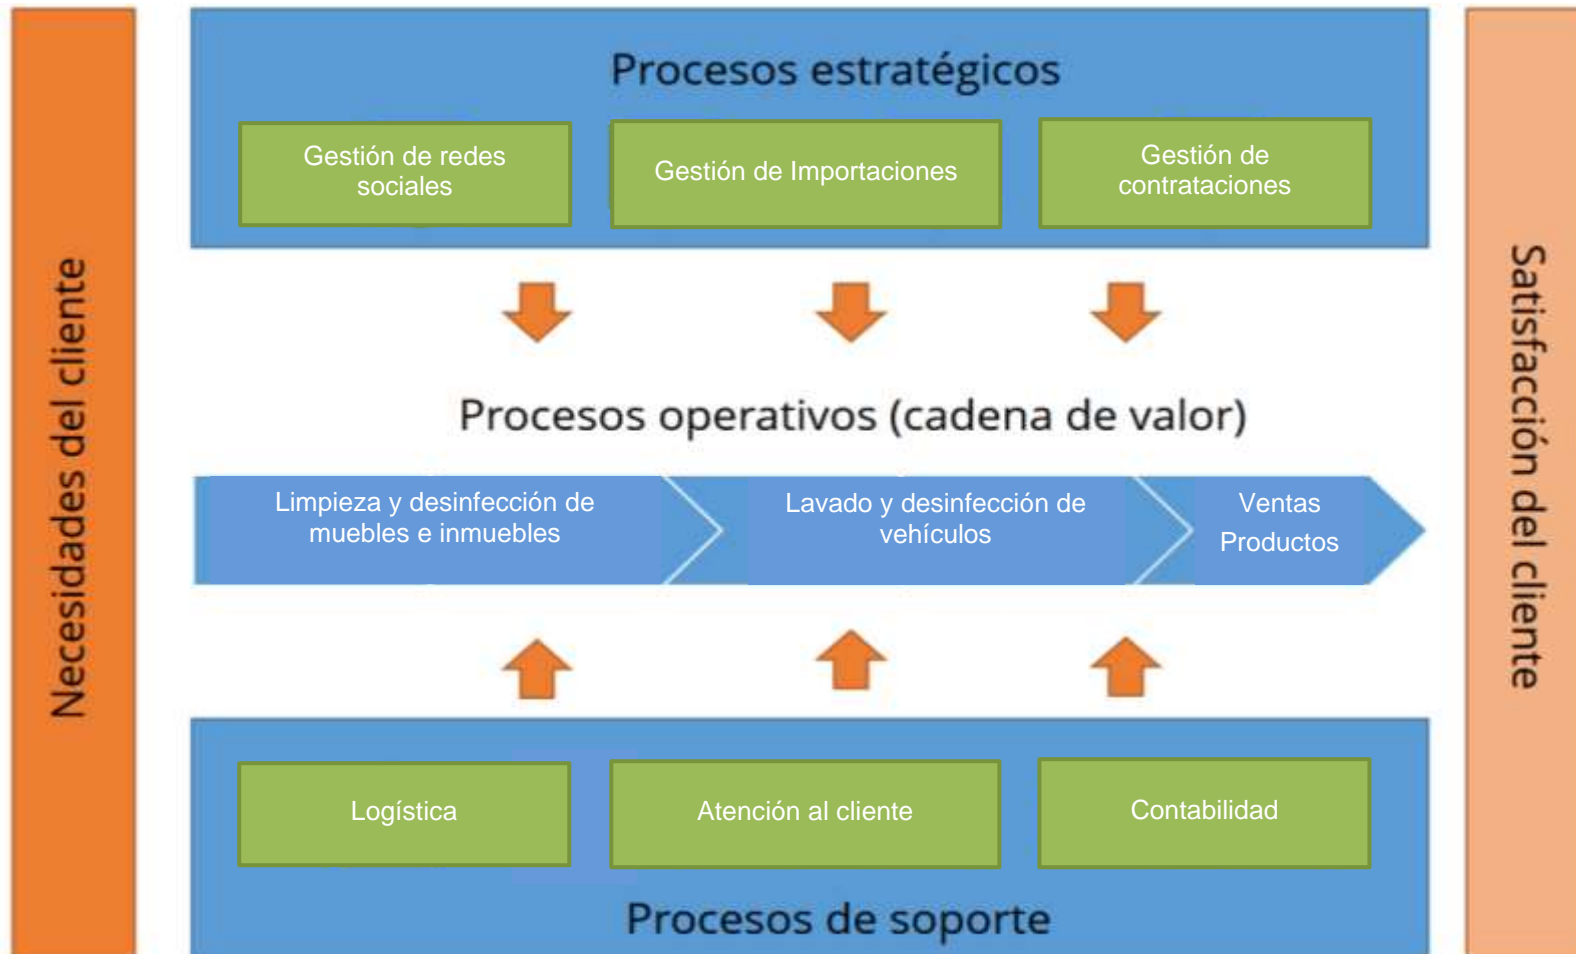 Necesidades del cliente
Procesos estratégicos
Gestión de redes
sociales
Gestión de Importaciones
Gestión de
contrataciones
Procesos operativos (cadena de valor)
Limpieza y desinfección de
muebles e inmuebles
Lavado y desinfección de
vehículos
Ventas
Productos
Logística
Atención al cliente
Contabilidad
Procesos de soporte
Satisfacción del cliente